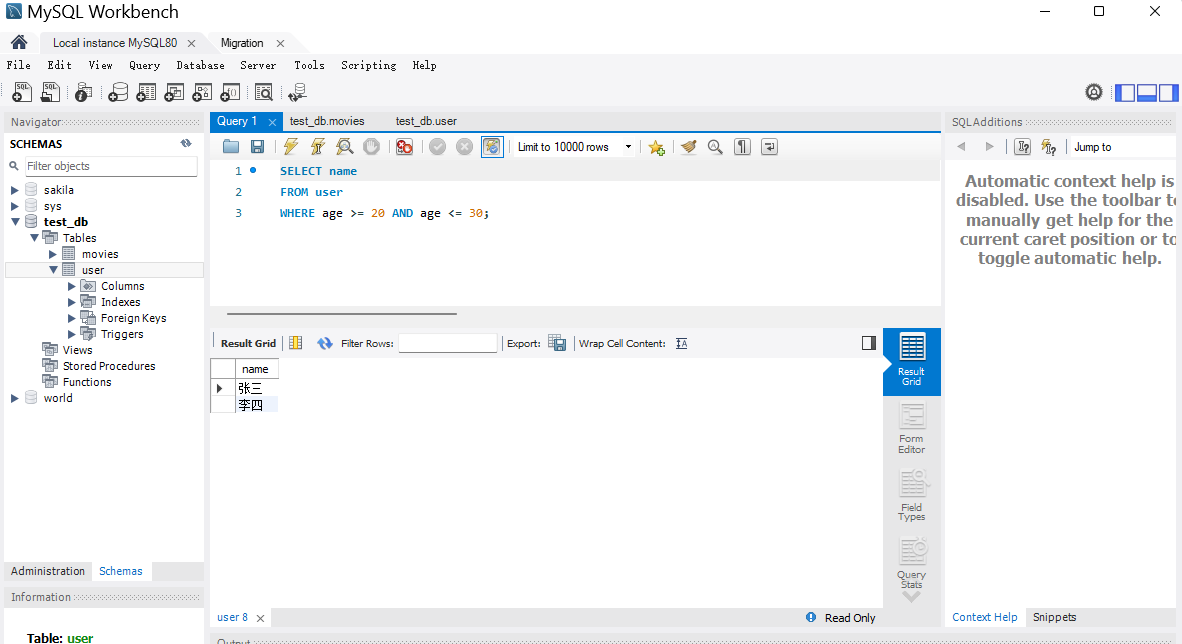 MySQL Workbench
Local instance MySQL80
Migration
File Edit View Query Database Server Tools Scripting Help
Navigator
SCHEMAS
Filter objects
sakila
sys
test_db
Tables
movies
user
Columns
Indexes
Foreign Keys
Triggers
Views
Stored Procedures
Functions
world
Administration Schemas
Information
Table: user
Query 1 test_db.movies test_db.user
Limit to 10000 rows
1 SELECT name
2 FROM user
3 WHERE age >= 20 AND age <= 30;
Result Grid Filter Rows: Export: Wrap Cell Content:
name
张三
李四
Result
Grid
Form
Editor
Field
Types
Query
Stats
user 8
Read Only
Output
SQLAdditions
Jump to
Automatic context help is
disabled. Use the toolbar to
manually get help for the
current caret position or to
toggle automatic help.
Context Help Snippets